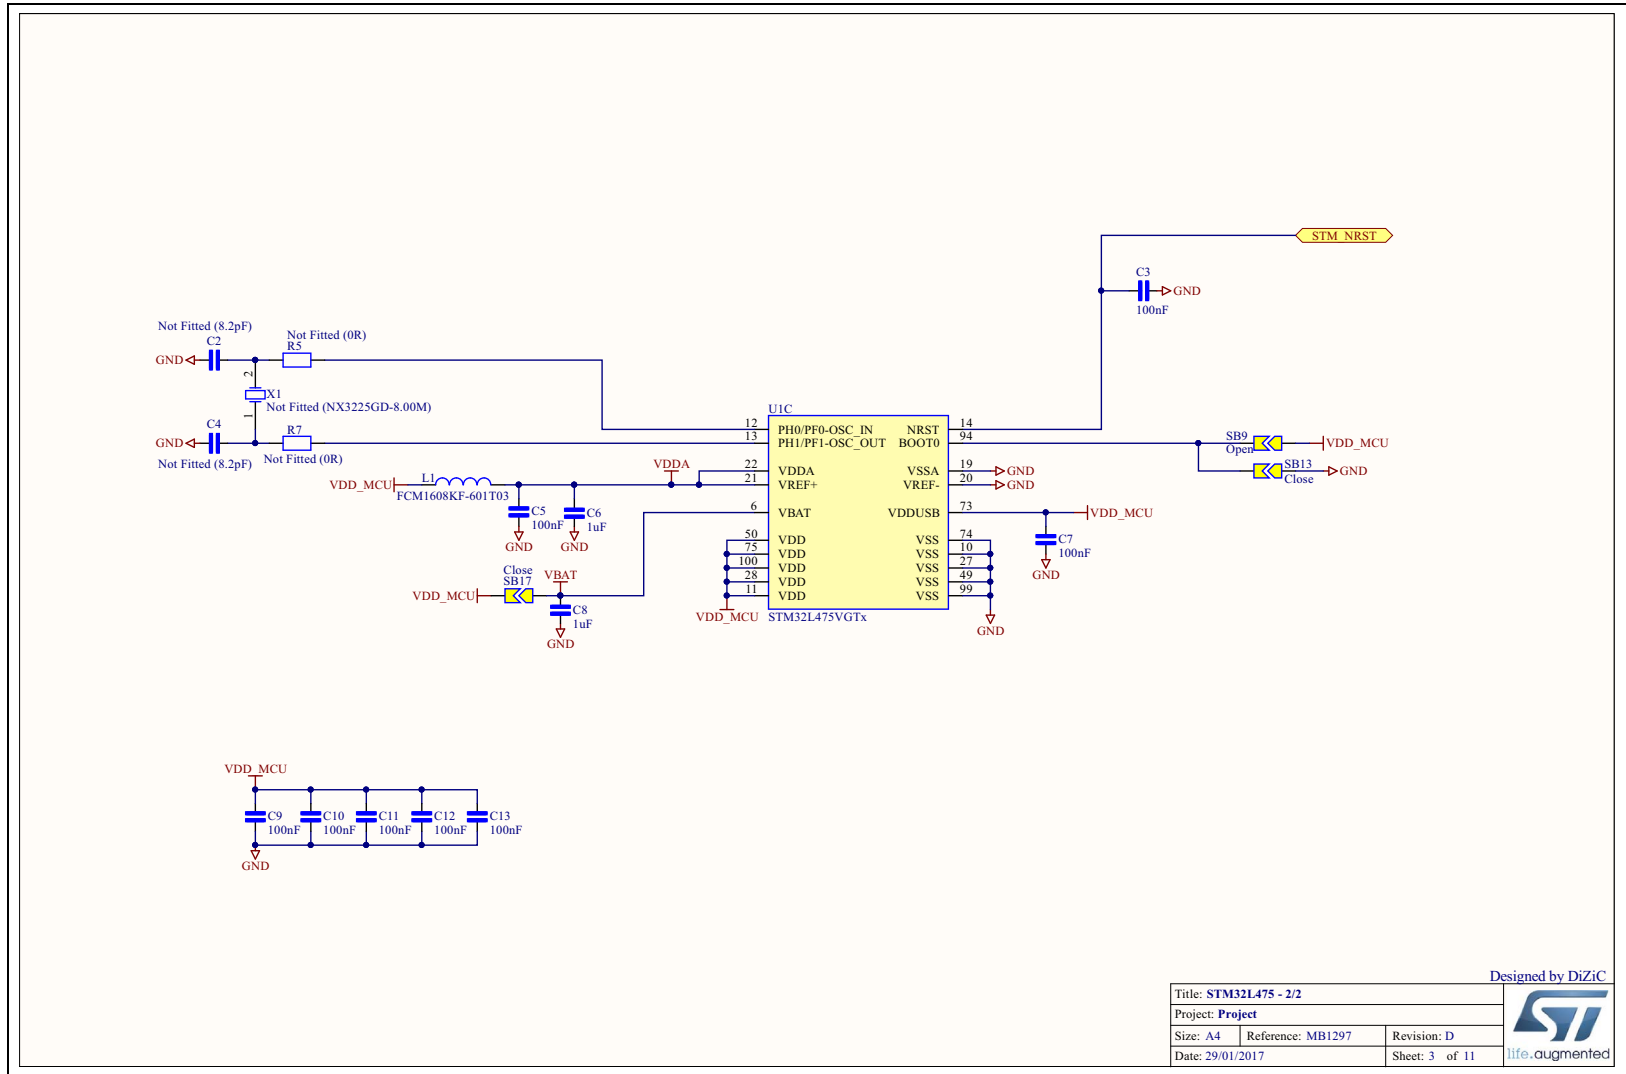 STM_NRST
C3
GND
100nF
Not Fitted (8.2pF)
C2
Not Fitted (0R)
R5
GND
2
X1
Not Fitted (NX3225GD-8.00M)
1
C4
R7
GND
Not Fitted (8.2pF)
Not Fitted (0R)
U1C
12 PH0/PF0-OSC_IN NRST 14
13 PH1/PF1-OSC_OUT BOOT0 94
SB9
Open
VDD_MCU
SB13
Close
GND
VDDA
22 VDDA VSSA 19 GND
21 VREF+ VREF- 20 GND
VDD_MCU
L1
FCM1608KF-601T03
C5
100nF
GND
C6
1uF
GND
6 VBAT VDDUSB 73 VDD_MCU
C7
100nF
GND
50 VDD VSS 74
75 VDD VSS 10
100 VDD VSS 27
28 VDD VSS 49
11 VDD VSS 99
VDD_MCU
STM32L475VGTx
GND
Close
SB17
VBAT
VDD_MCU
C8
1uF
GND
VDD_MCU
C9 C10 C11 C12 C13
100nF 100nF 100nF 100nF 100nF
GND
Designed by DiZiC
Title: STM32L475 - 2/2
Project: Project
Size: A4 Reference: MB1297 Revision: D
Date: 29/01/2017 Sheet: 3 of 11
ST
life.augmented